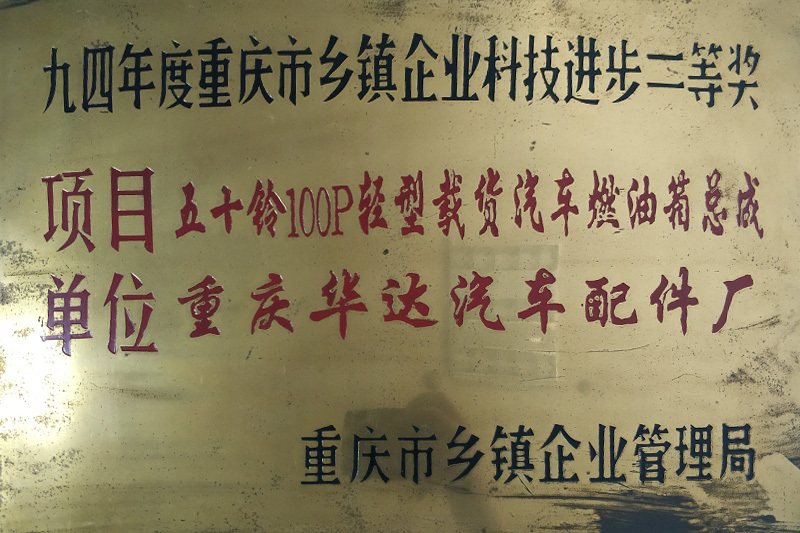 九四年度重庆市乡镇企业科技进步二等奖
项目 五十铃100P轻型载货汽车燃油箱总成
单位 重庆华达汽车配件厂
重庆市乡镇企业管理局